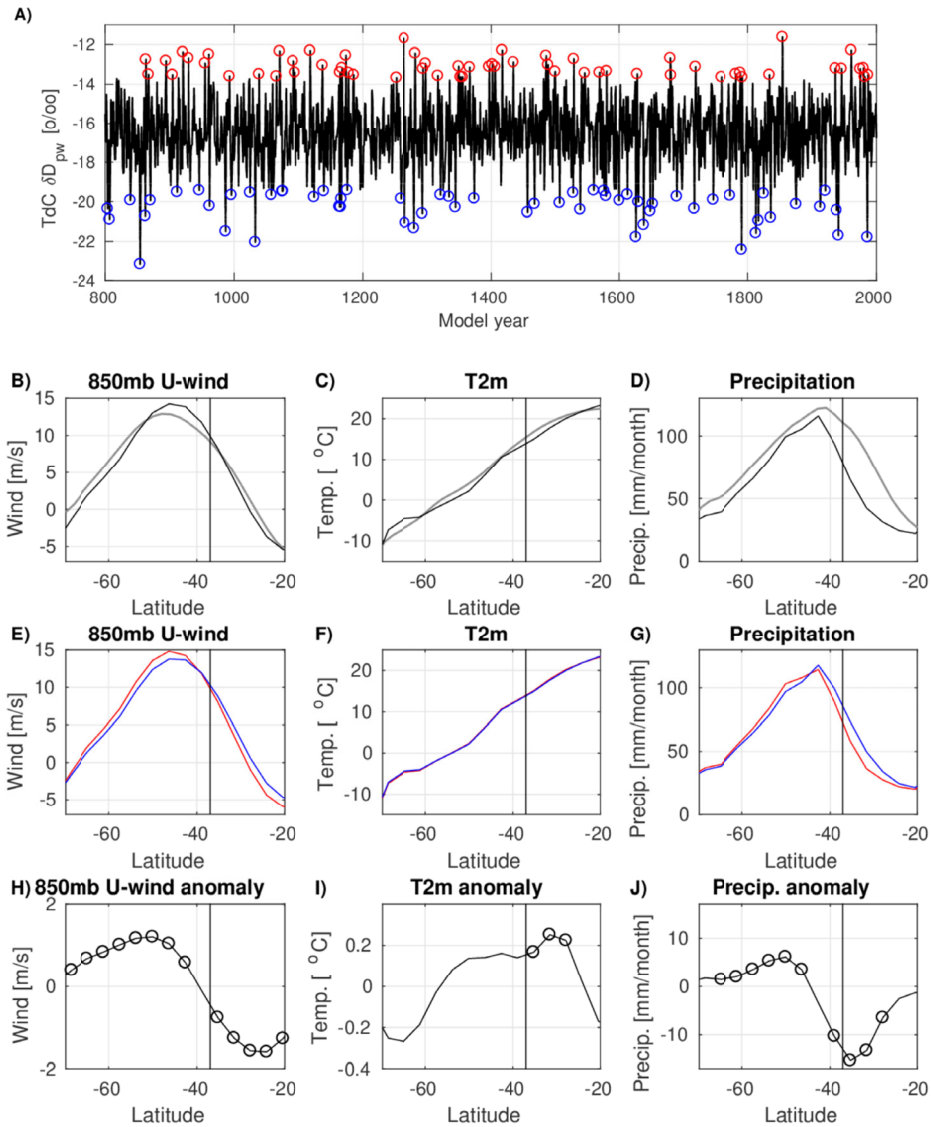 A)
TdC δD_pw [o/oo]
-12
-14
-16
-18
-20
-22
-24
800 1000 1200 1400 1600 1800 2000
Model year
B) 850mb U-wind
Wind [m/s]
15
10
5
0
-5
-60 -40 -20
Latitude
C) T2m
Temp. [ °C]
20
10
0
-10
-60 -40 -20
Latitude
D) Precipitation
Precip. [mm/month]
100
50
0
-60 -40 -20
Latitude
E) 850mb U-wind
Wind [m/s]
15
10
5
0
-5
-60 -40 -20
Latitude
F) T2m
Temp. [ °C]
20
10
0
-10
-60 -40 -20
Latitude
G) Precipitation
Precip. [mm/month]
100
50
0
-60 -40 -20
Latitude
H) 850mb U-wind anomaly
Wind [m/s]
2
0
-2
-60 -40 -20
Latitude
I) T2m anomaly
Temp. [ °C]
0.2
0
-0.2
-0.4
-60 -40 -20
Latitude
J) Precip. anomaly
Precip. [mm/month]
10
0
-10
-60 -40 -20
Latitude